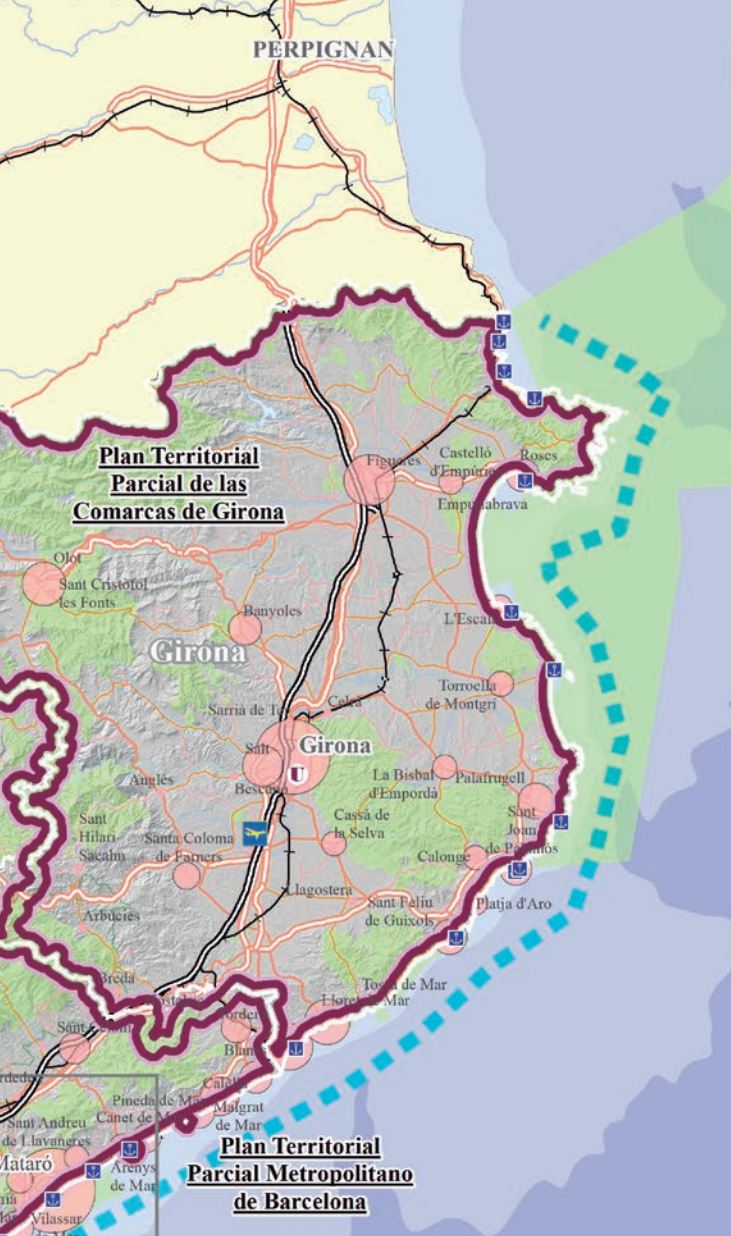 PERPIGNAN
Plan Territorial
Parcial de las
Comarcas de Girona
Figueres
Castelló
d'Empúries
Roses
Empuriabrava
Olot
Sant Cristòfol
les Fonts
Banyoles
L'Escala
Girona
Torroella
de Montgrí
Sarrià de Ter
Celrà
Girona
Salt
U
Bescanó
La Bisbal
d'Empordà
Palafrugell
Anglès
Sant
Hilari
Sacalm
Santa Coloma
de Farners
Cassà de
la Selva
Sant
Joan
de Palamós
Calonge
Llagostera
Arbúcies
Sant Feliu
de Guíxols
Platja d'Aro
Breda
Tossa de Mar
Lloret de Mar
Hostalric
Tordera
Sant Celoni
Blanes
Calella
Pineda de Mar
Malgrat
de Mar
Canet de Mar
Sant Andreu
de Llavaneres
Plan Territorial
Parcial Metropolitano
de Barcelona
Mataró
Arenys
de Mar
Vilassar